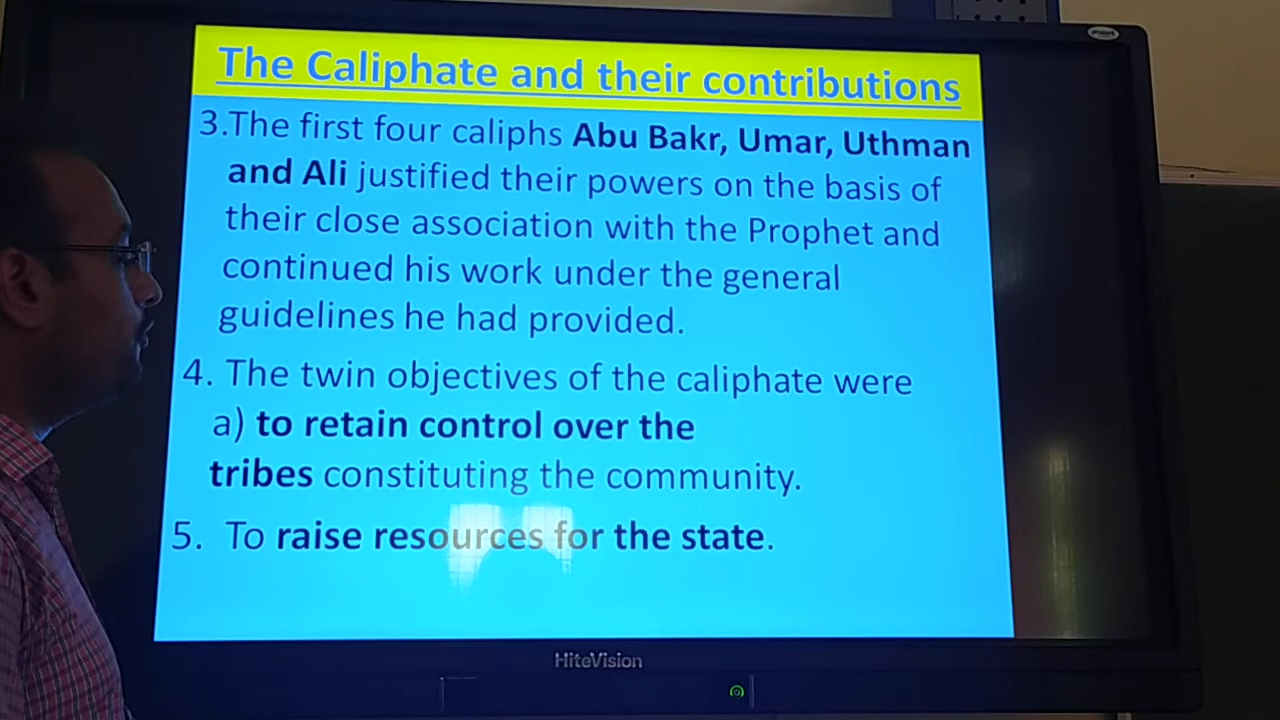 The Caliphate and their contributions
3.The first four caliphs Abu Bakr, Umar, Uthman
and Ali justified their powers on the basis of
their close association with the Prophet and
continued his work under the general
guidelines he had provided.
4. The twin objectives of the caliphate were
a) to retain control over the
tribes constituting the community.
5. To raise resources for the state.
HiteVision